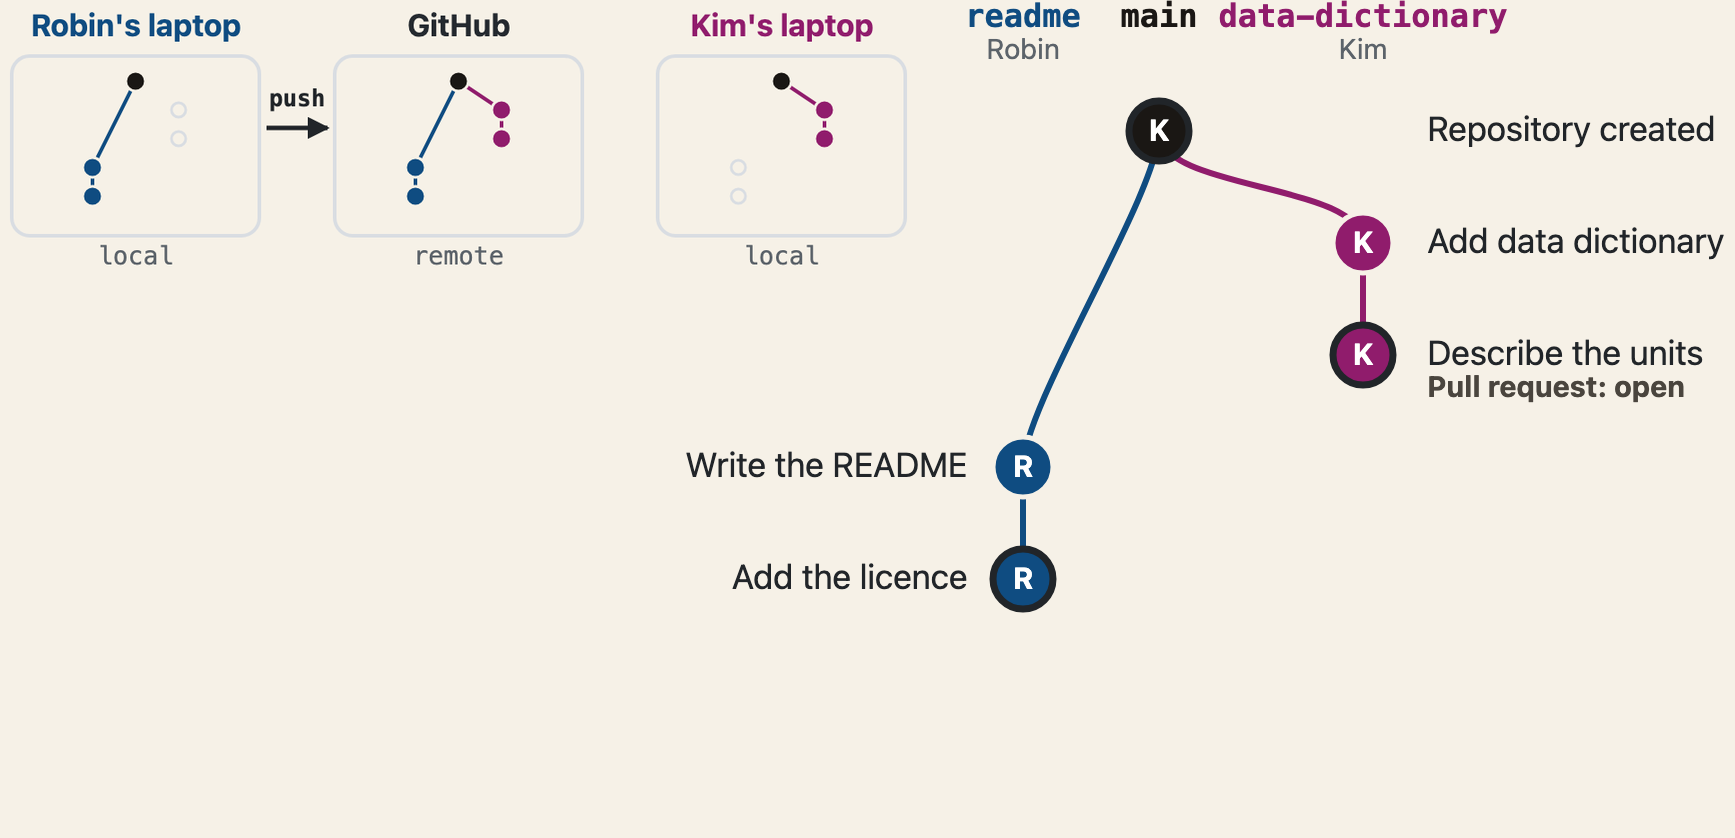 Robin's laptop
GitHub
Kim's laptop
push
local
remote
local
readme main data-dictionary
Robin
Kim
K
Repository created
K
Add data dictionary
K
Describe the units
Pull request: open
Write the README
R
Add the licence
R